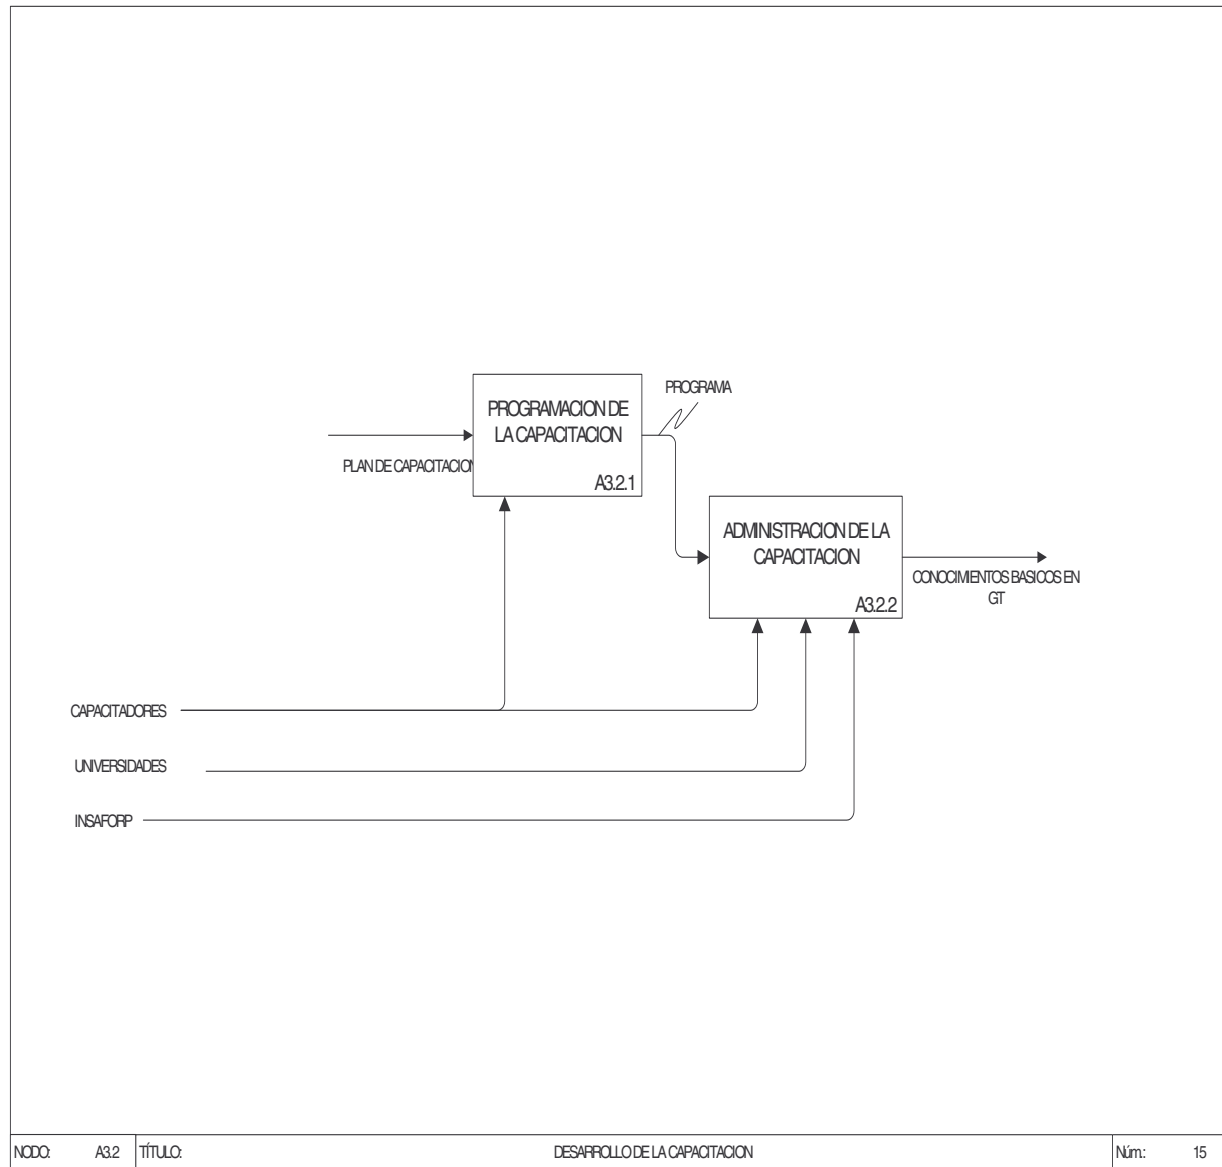 PROGRAMA
PROGRAMACION DE
LA CAPACITACION
A3.2.1
PLAN DE CAPACITACION
ADMINISTRACION DE LA
CAPACITACION
A3.2.2
CONOCIMIENTOS BASICOS EN
GT
CAPACITADORES
UNIVERSIDADES
INSAFORP
NODO: A3.2 TÍTULO: DESARROLLO DE LA CAPACITACION Núm.: 15